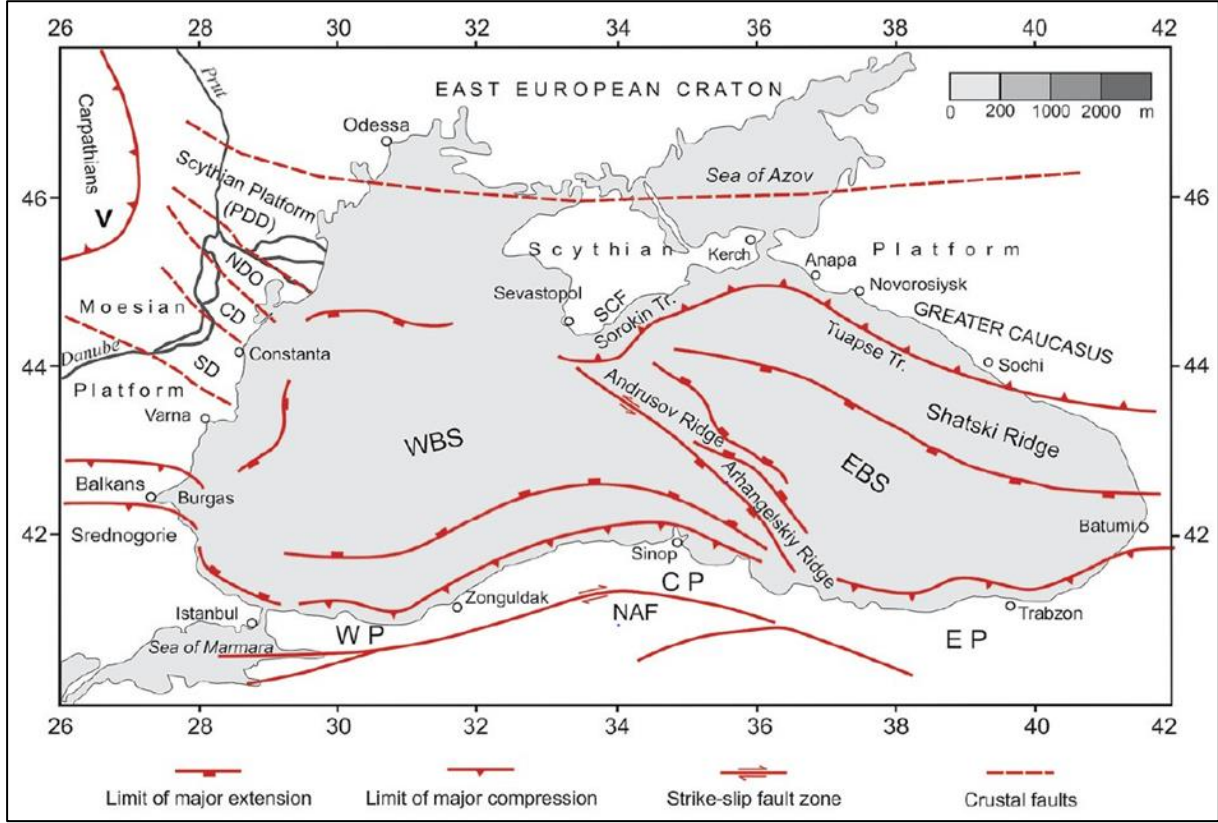 26 28 30 32 34 36 38 40 42
EAST EUROPEAN CRATON
0 200 1000 2000 m
Prut
Carpathians
Odessa
Sea of Azov
46 46
V
Scythian Platform
(PDD)
Scythian Platform
Kerch
Anapa
Novorosiysk
NDO
Sevastopol
SCF
Sorokin Tr.
GREATER CAUCASUS
Moesian
CD
Tuapse Tr.
Danube
Constanta
Sochi
44 44
SD
Platform
Andrusov Ridge
Shatski Ridge
Varna
WBS
EBS
Arhangelskiy Ridge
Balkans
Burgas
Batumi
42 42
Srednogorie
Sinop
CP
Zonguldak
NAF
Trabzon
Istanbul
WP
EP
Sea of Marmara
26 28 30 32 34 36 38 40 42
Limit of major extension
Limit of major compression
Strike-slip fault zone
Crustal faults